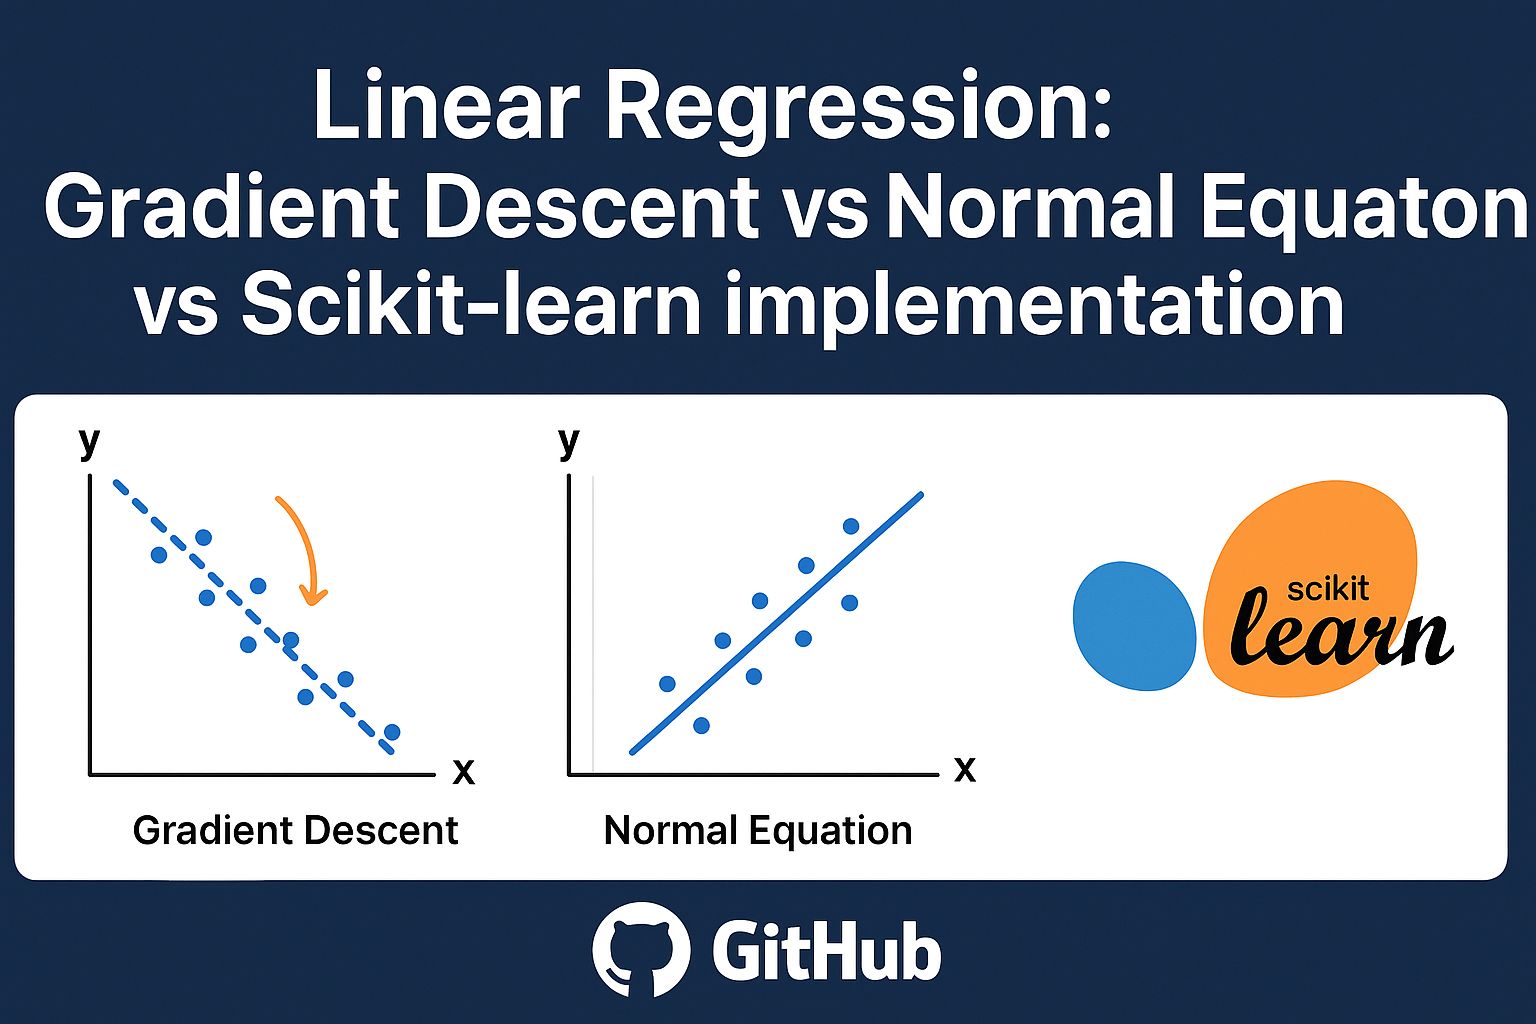 Linear Regression:
Gradient Descent vs Normal Equaton
vs Scikit-learn implementation
y
x
Gradient Descent
y
x
Normal Equation
scikit
learn
GitHub